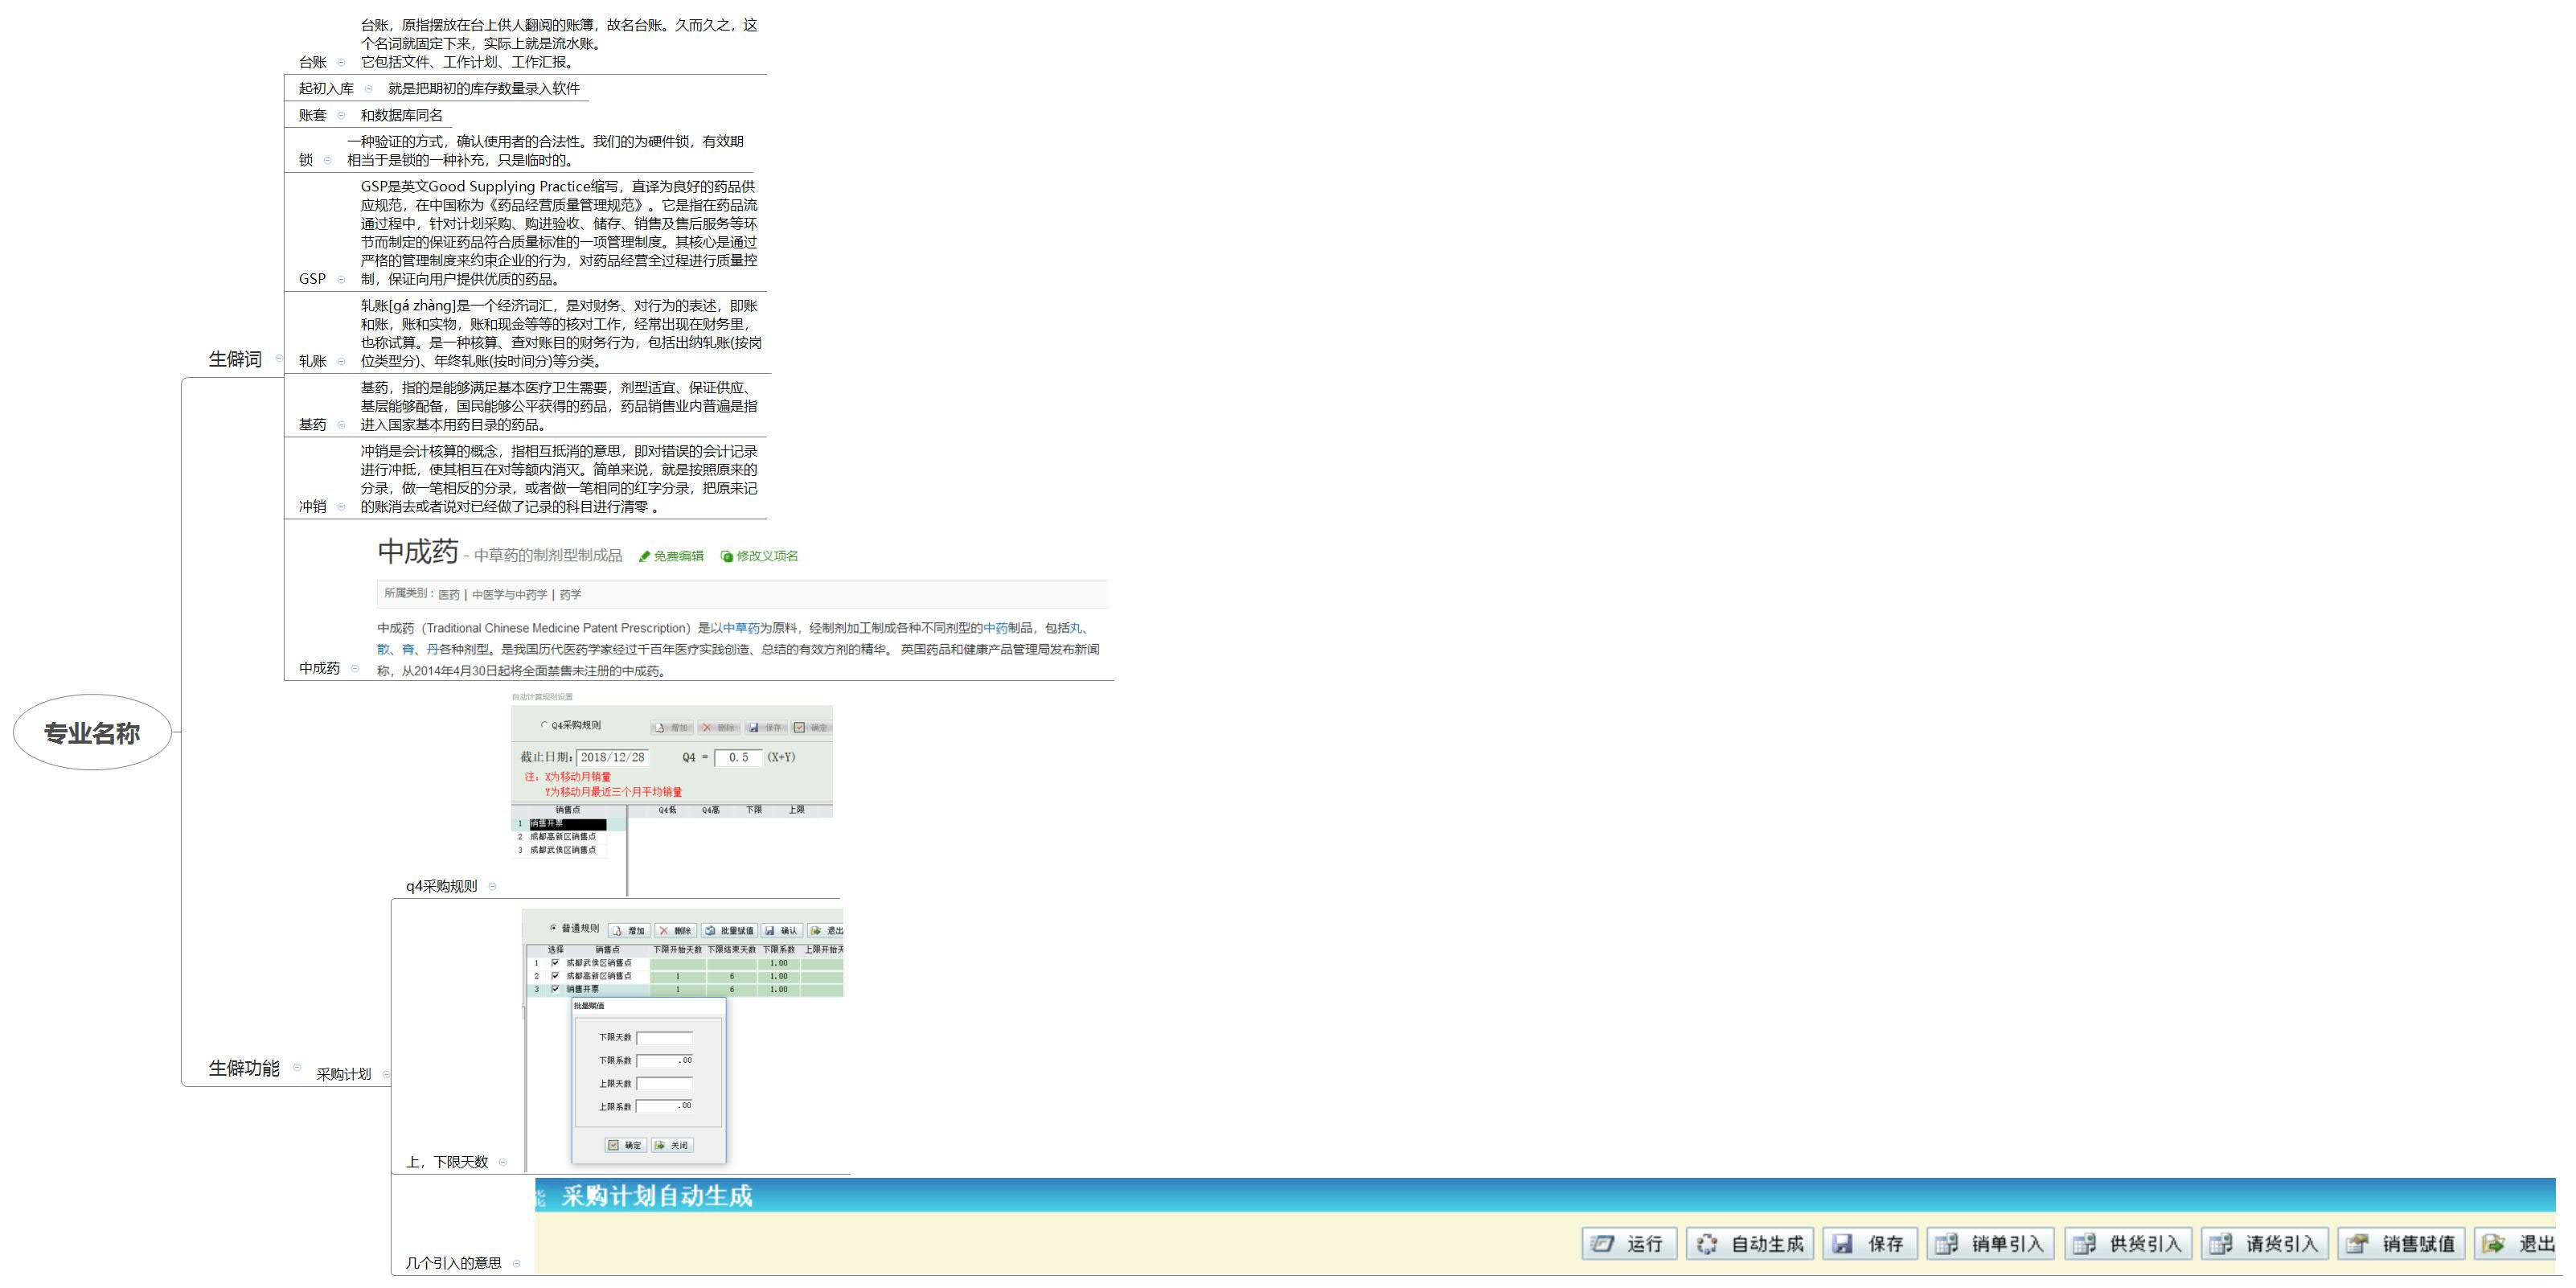 专业名称
生僻词
台账
台账，原指摆放在台上供人翻阅的账簿，故名台账。久而久之，这
个名词就固定下来，实际上就是流水账。
它包括文件、工作计划、工作汇报。
起初入库
就是把期初的库存数量录入软件
账套
和数据库同名
锁
一种验证的方式，确认使用者的合法性。我们的为硬件锁，有效期
相当于是锁的一种补充，只是临时的。
GSP
GSP是英文Good Supplying Practice缩写，直译为良好的药品供
应规范，在中国称为《药品经营质量管理规范》。它是指在药品流
通过程中，针对计划采购、购进验收、储存、销售及售后服务等环
节而制定的保证药品符合质量标准的一项管理制度。其核心是通过
严格的管理制度来约束企业的行为，对药品经营全过程进行质量控
制，保证向用户提供优质的药品。
轧账
轧账[gá zhàng]是一个经济词汇，是对财务、对行为的表述，即账
和账，账和实物，账和现金等等的核对工作，经常出现在财务里，
也称试算。是一种核算、查对账目的财务行为，包括出纳轧账(按岗
位类型分)、年终轧账(按时间分)等分类。
基药
基药，指的是能够满足基本医疗卫生需要，剂型适宜、保证供应、
基层能够配备，国民能够公平获得的药品，药品销售业内普遍是指
进入国家基本用药目录的药品。
冲销
冲销是会计核算的概念，指相互抵消的意思，即对错误的会计记录
进行冲抵，使其相互在对等额内消灭。简单来说，就是按照原来的
分录，做一笔相反的分录，或者做一笔相同的红字分录，把原来记
的账消去或者说对已经做了记录的科目进行清零 。
中成药
中成药 - 中草药的制剂型制成品 免费编辑 修改义项名
所属类别：医药 | 中医学与中药学 | 药学
中成药（Traditional Chinese Medicine Patent Prescription）是以中草药为原料，经制剂加工制成各种不同剂型的中药制品，包括丸、
散、膏、丹各种剂型。是我国历代医药学家经过千百年医疗实践创造、总结的有效方剂的精华。 英国药品和健康产品管理局发布新闻
称，从2014年4月30日起将全面禁售未注册的中成药。
生僻功能
采购计划
q4采购规则
自动计算规则设置
Q4采购规则 增加 删除 保存 确定
截止日期: 2018/12/28 Q4 = 0.5 (X+Y)
注：X为移动月销量
Y为移动月最近三个月平均销量
销售点 Q4低 Q4高 下限 上限
1 销售开票
2 成都高新区销售点
3 成都武侯区销售点
上，下限天数
普通规则 增加 删除 批量赋值 确认 退出
选择 销售点 下限开始天数 下限结束天数 下限系数 上限开始天
1 成都武侯区销售点 1.00
2 成都高新区销售点 1 6 1.00
3 销售开票 1 6 1.00
批量赋值
下限天数
下限系数 .00
上限天数
上限系数 .00
确定 关闭
几个引入的意思
能 采购计划自动生成
运行 自动生成 保存 销单引入 供货引入 请货引入 销售赋值 退出